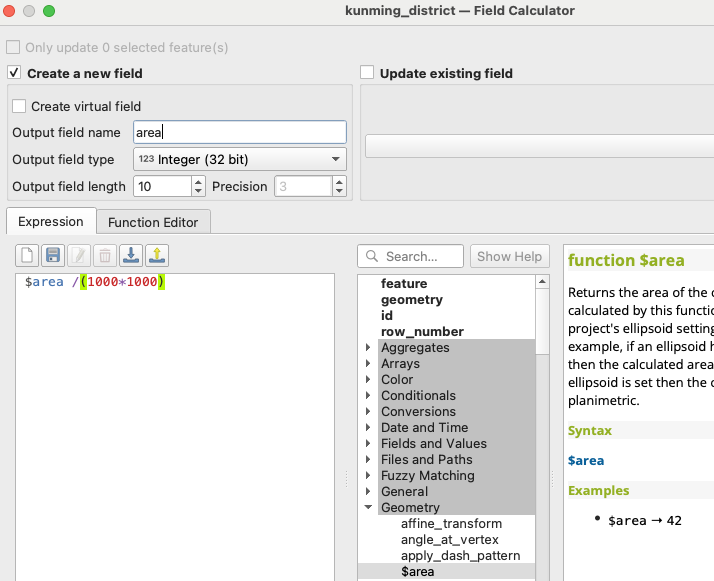 kunming_district — Field Calculator
Only update 0 selected feature(s)
Create a new field
Update existing field
Create virtual field
Output field name area
Output field type 123 Integer (32 bit)
Output field length 10 Precision 3
Expression Function Editor
Search... Show Help
$area /(1000*1000)
feature
geometry
id
row_number
Aggregates
Arrays
Color
Conditionals
Conversions
Date and Time
Fields and Values
Files and Paths
Fuzzy Matching
General
Geometry
affine_transform
angle_at_vertex
apply_dash_pattern
$area
function $area
Returns the area of the
calculated by this functio
project's ellipsoid setting
example, if an ellipsoid
then the calculated area
ellipsoid is set then the
planimetric.
Syntax
$area
Examples
• $area → 42